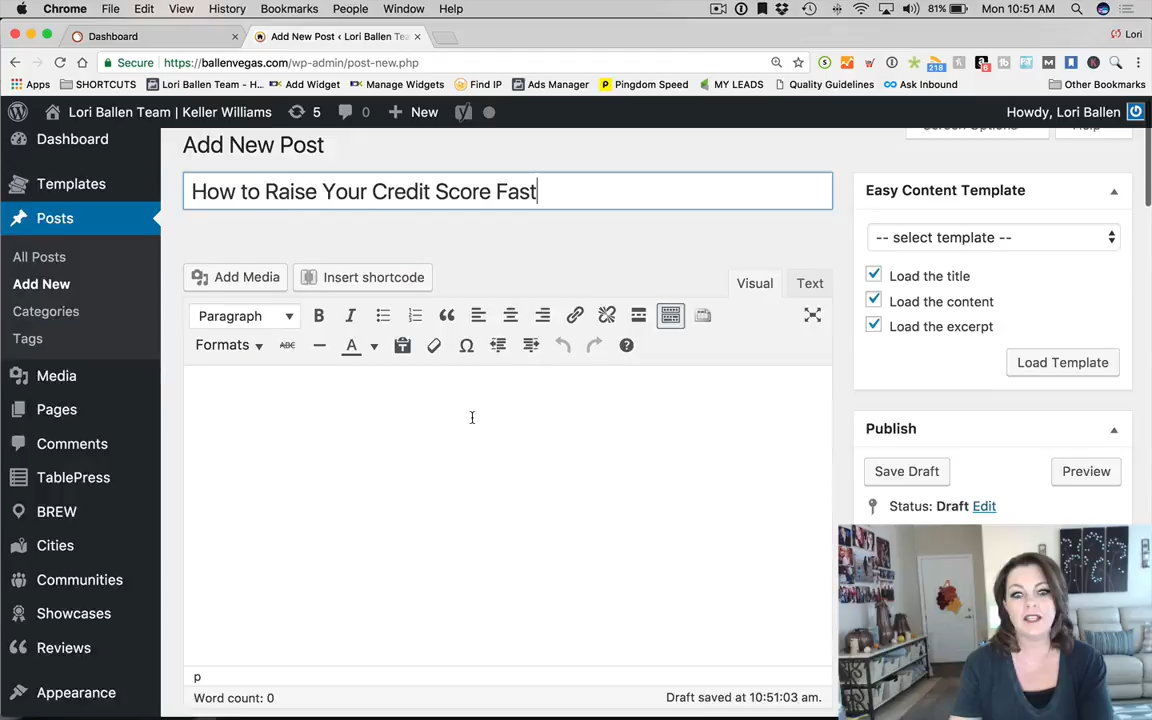 Chrome File Edit View History Bookmarks People Window Help 81% Mon 10:51 AM
Dashboard × Add New Post ‹ Lori Ballen Tea × Lori
Secure https://ballenvegas.com/wp-admin/post-new.php 218 6
Apps SHORTCUTS Lori Ballen Team - H... Add Widget Manage Widgets Find IP Ads Manager Pingdom Speed MY LEADS Quality Guidelines Ask Inbound Other Bookmarks
Lori Ballen Team | Keller Williams 5 0 + New Howdy, Lori Ballen
Dashboard
Templates
Posts
All Posts
Add New
Categories
Tags
Media
Pages
Comments
TablePress
BREW
Cities
Communities
Showcases
Reviews
Appearance
Add New Post
Screen Options Help
How to Raise Your Credit Score Fast
Add Media Insert shortcode
Visual Text
Paragraph B I
Formats ABC A Ω ?
p
Word count: 0 Draft saved at 10:51:03 am.
Easy Content Template
-- select template --
Load the title
Load the content
Load the excerpt
Load Template
Publish
Save Draft Preview
Status: Draft Edit